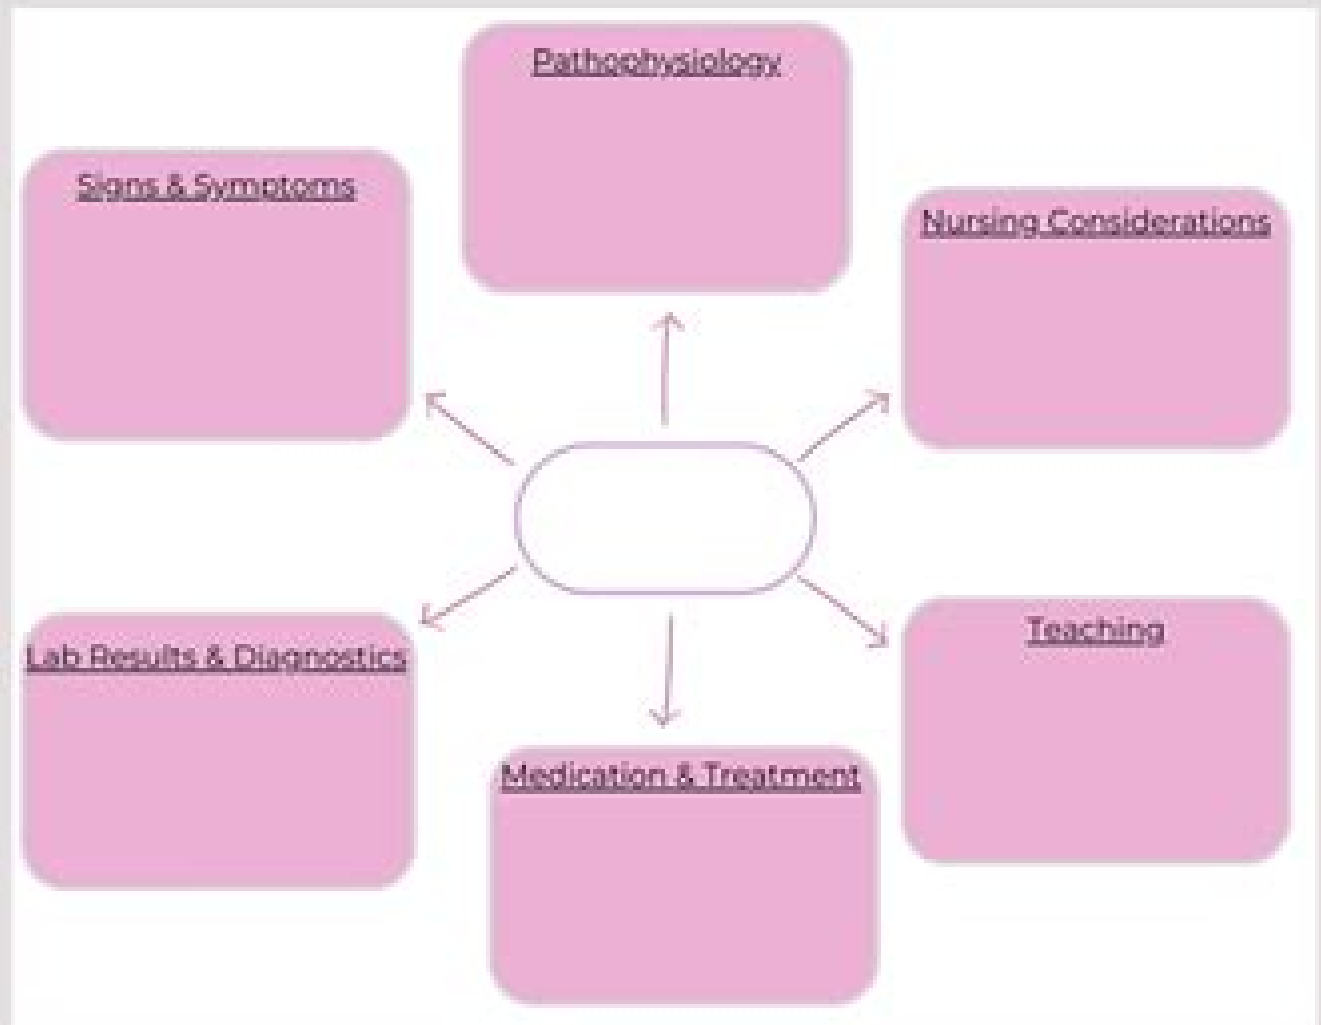 Pathophysiology
Signs & Symptoms
Nursing Considerations
Lab Results & Diagnostics
Teaching
Medication & Treatment